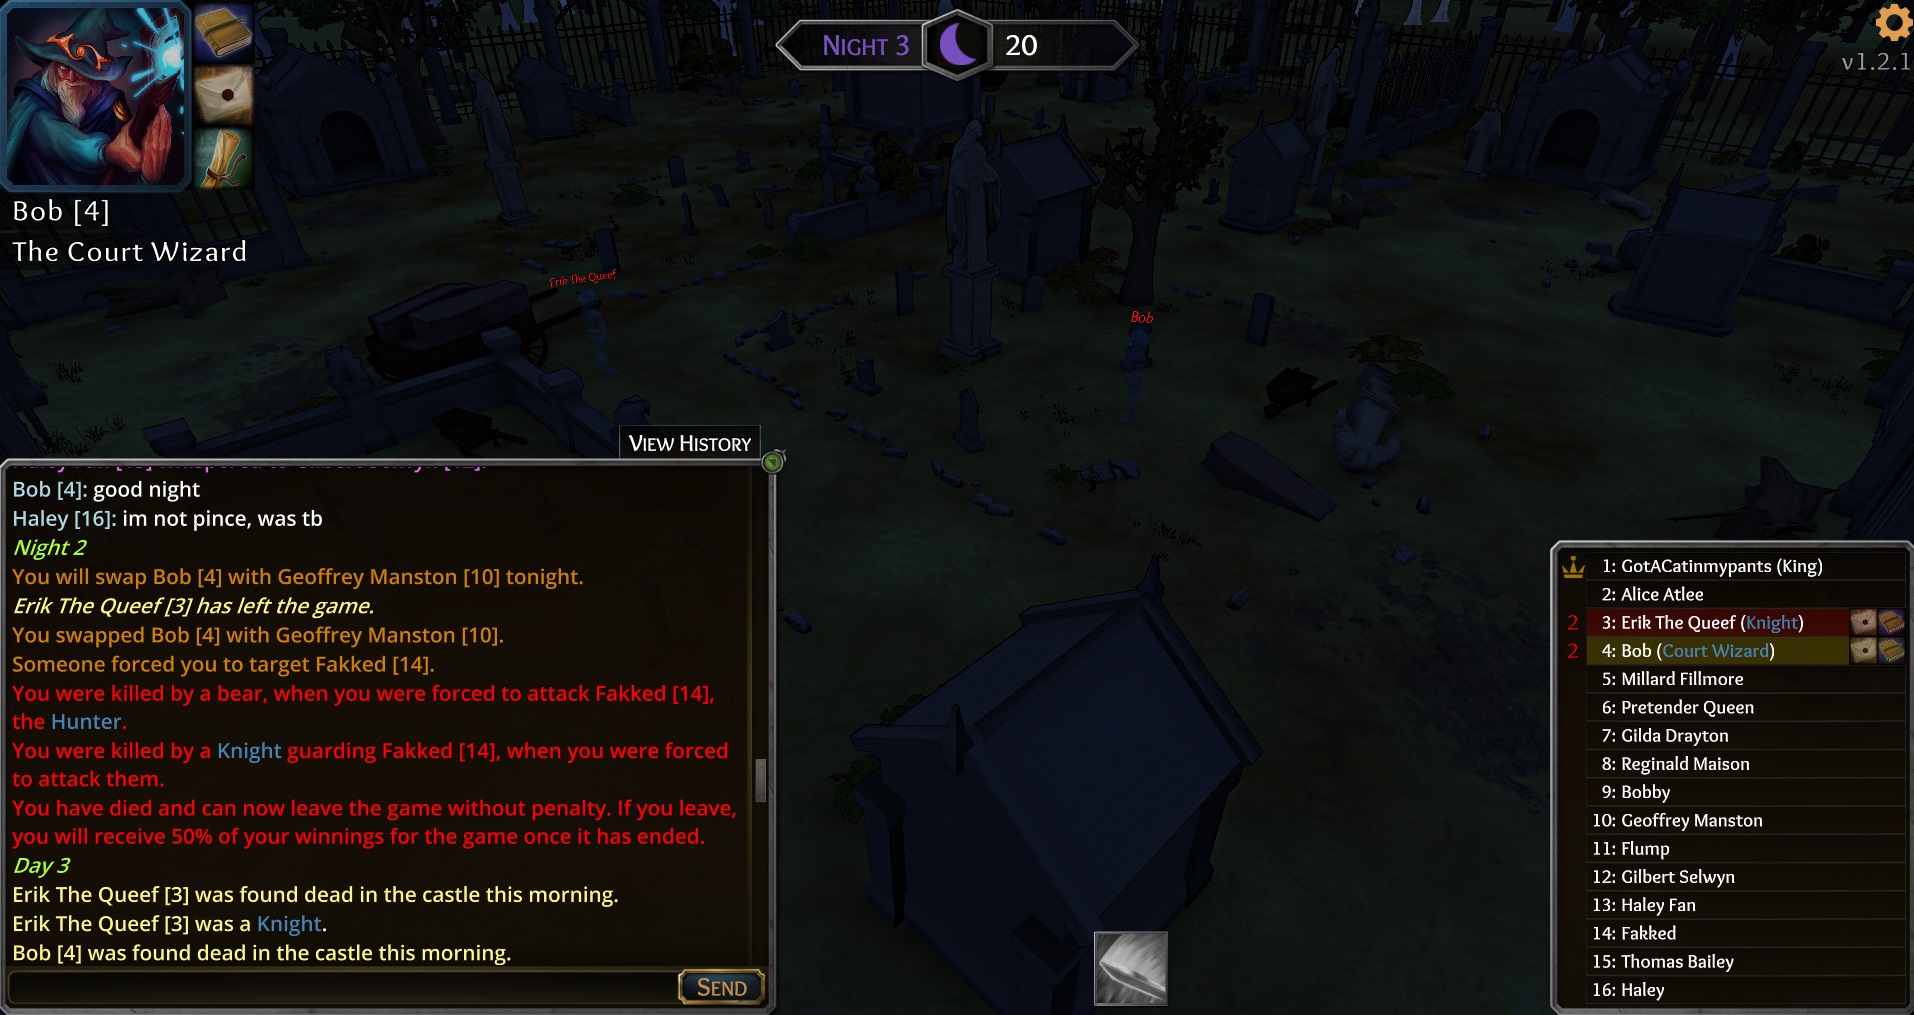 NIGHT 3
20
v1.2.1
Bob [4]
The Court Wizard
Erik The Queef
Bob
VIEW HISTORY
Bob [4]: good night
Haley [16]: im not pince, was tb
Night 2
You will swap Bob [4] with Geoffrey Manston [10] tonight.
Erik The Queef [3] has left the game.
You swapped Bob [4] with Geoffrey Manston [10].
Someone forced you to target Fakked [14].
You were killed by a bear, when you were forced to attack Fakked [14],
the Hunter.
You were killed by a Knight guarding Fakked [14], when you were forced
to attack them.
You have died and can now leave the game without penalty. If you leave,
you will receive 50% of your winnings for the game once it has ended.
Day 3
Erik The Queef [3] was found dead in the castle this morning.
Erik The Queef [3] was a Knight.
Bob [4] was found dead in the castle this morning.
SEND
1: GotACatinmypants (King)
2: Alice Atlee
2 3: Erik The Queef (Knight)
2 4: Bob (Court Wizard)
5: Millard Fillmore
6: Pretender Queen
7: Gilda Drayton
8: Reginald Maison
9: Bobby
10: Geoffrey Manston
11: Flump
12: Gilbert Selwyn
13: Haley Fan
14: Fakked
15: Thomas Bailey
16: Haley